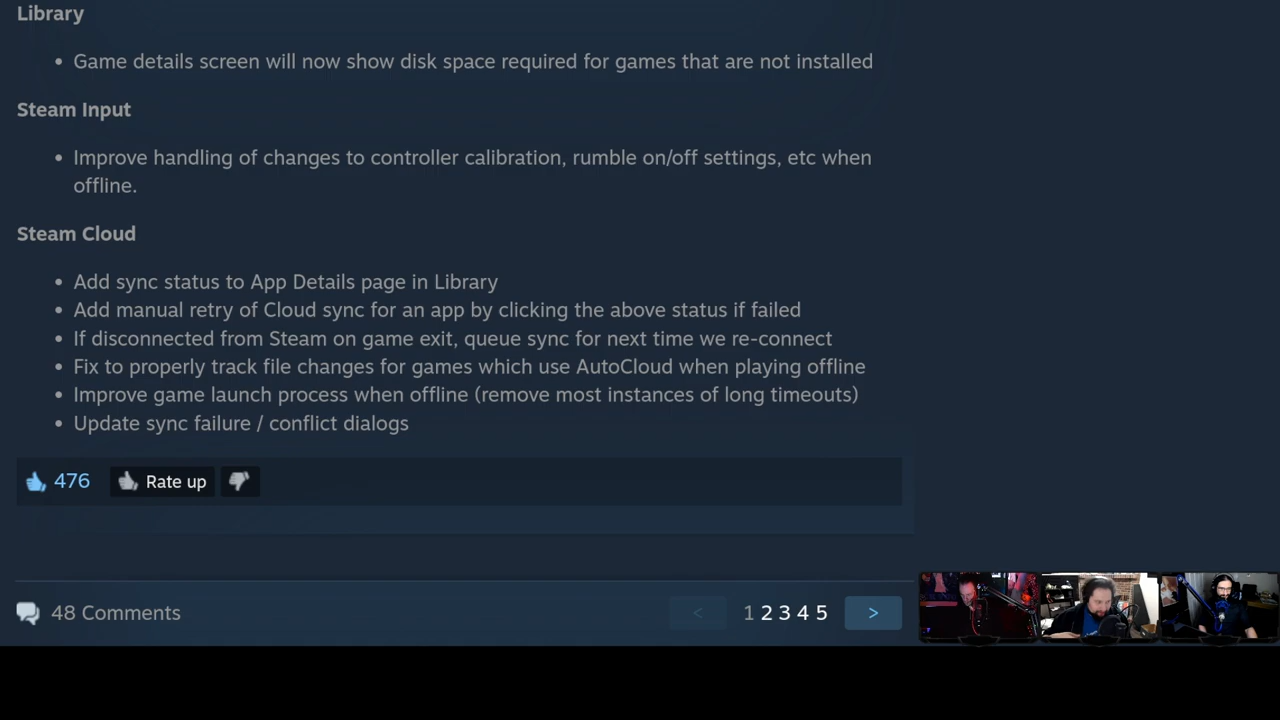 Library
• Game details screen will now show disk space required for games that are not installed
Steam Input
• Improve handling of changes to controller calibration, rumble on/off settings, etc when
offline.
Steam Cloud
• Add sync status to App Details page in Library
• Add manual retry of Cloud sync for an app by clicking the above status if failed
• If disconnected from Steam on game exit, queue sync for next time we re-connect
• Fix to properly track file changes for games which use AutoCloud when playing offline
• Improve game launch process when offline (remove most instances of long timeouts)
• Update sync failure / conflict dialogs
476 Rate up
48 Comments < 1 2 3 4 5 >